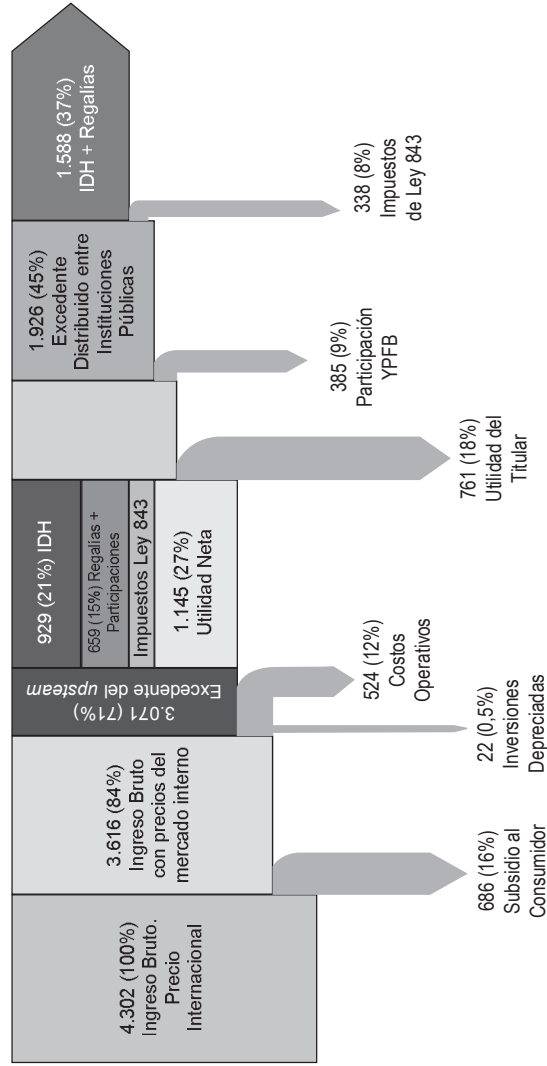 4.302 (100%)
Ingreso Bruto.
Precio
Internacional
686 (16%)
Subsidio al
Consumidor
3.616 (84%)
Ingreso Bruto
con precios del
mercado interno
22 (0,5%)
Inversiones
Depreciadas
524 (12%)
Costos
Operativos
3.071 (71%)
Excedente del upsteam
929 (21%) IDH
659 (15%) Regalías +
Participaciones
Impuestos Ley 843
1.145 (27%)
Utilidad Neta
761 (18%)
Utilidad del
Titular
385 (9%)
Participación
YPFB
1.926 (45%)
Excedente
Distribuido entre
Instituciones
Públicas
338 (8%)
Impuestos
de Ley 843
1.588 (37%)
IDH + Regalías